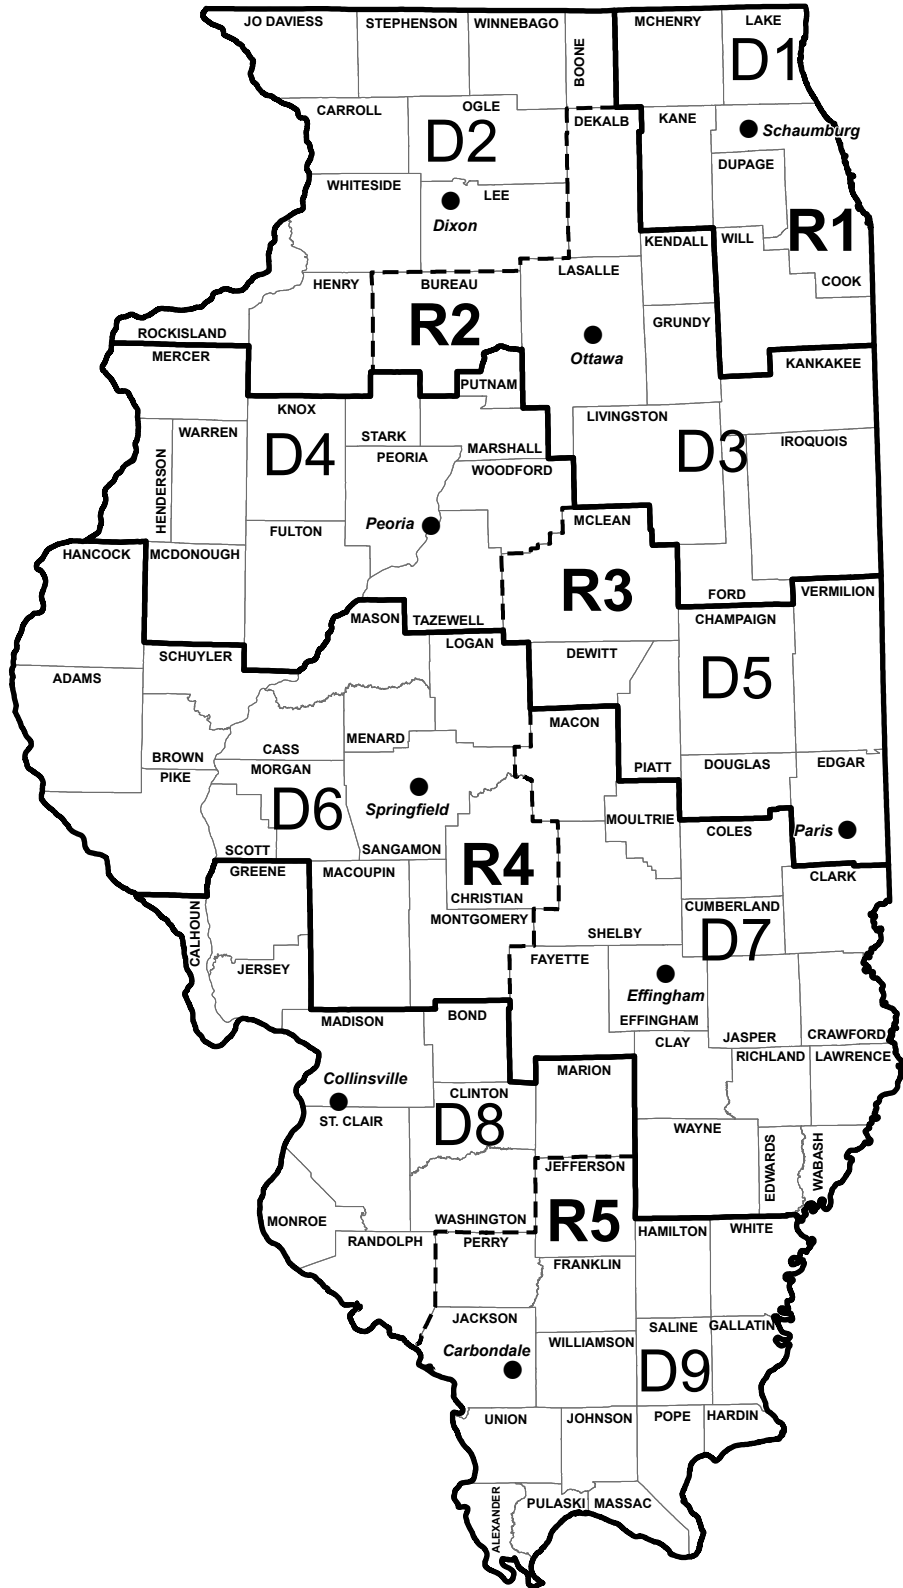 JO DAVIESS
STEPHENSON
WINNEBAGO
BOONE
MCHENRY
LAKE
D1
CARROLL
OGLE
D2
DEKALB
KANE
Schaumburg
DUPAGE
WHITESIDE
LEE
Dixon
R1
KENDALL
WILL
COOK
HENRY
BUREAU
R2
LASALLE
GRUNDY
Ottawa
ROCKISLAND
MERCER
PUTNAM
KANKAKEE
KNOX
LIVINGSTON
WARREN
D4
STARK
MARSHALL
D3
IROQUOIS
HENDERSON
PEORIA
WOODFORD
Peoria
FULTON
MCLEAN
HANCOCK
MCDONOUGH
R3
FORD
VERMILION
MASON
TAZEWELL
CHAMPAIGN
SCHUYLER
LOGAN
DEWITT
ADAMS
D5
MACON
BROWN
CASS
MENARD
PIKE
MORGAN
PIATT
DOUGLAS
EDGAR
D6
Springfield
MOULTRIE
COLES
Paris
SCOTT
SANGAMON
R4
GREENE
MACOUPIN
CLARK
CHRISTIAN
CALHOUN
MONTGOMERY
CUMBERLAND
SHELBY
D7
JERSEY
FAYETTE
Effingham
MADISON
BOND
EFFINGHAM
JASPER
CRAWFORD
CLAY
RICHLAND
LAWRENCE
Collinsville
MARION
CLINTON
ST. CLAIR
D8
WAYNE
EDWARDS
WABASH
JEFFERSON
MONROE
WASHINGTON
R5
RANDOLPH
PERRY
HAMILTON
WHITE
FRANKLIN
JACKSON
SALINE
GALLATIN
Carbondale
WILLIAMSON
D9
UNION
JOHNSON
POPE
HARDIN
ALEXANDER
PULASKI
MASSAC